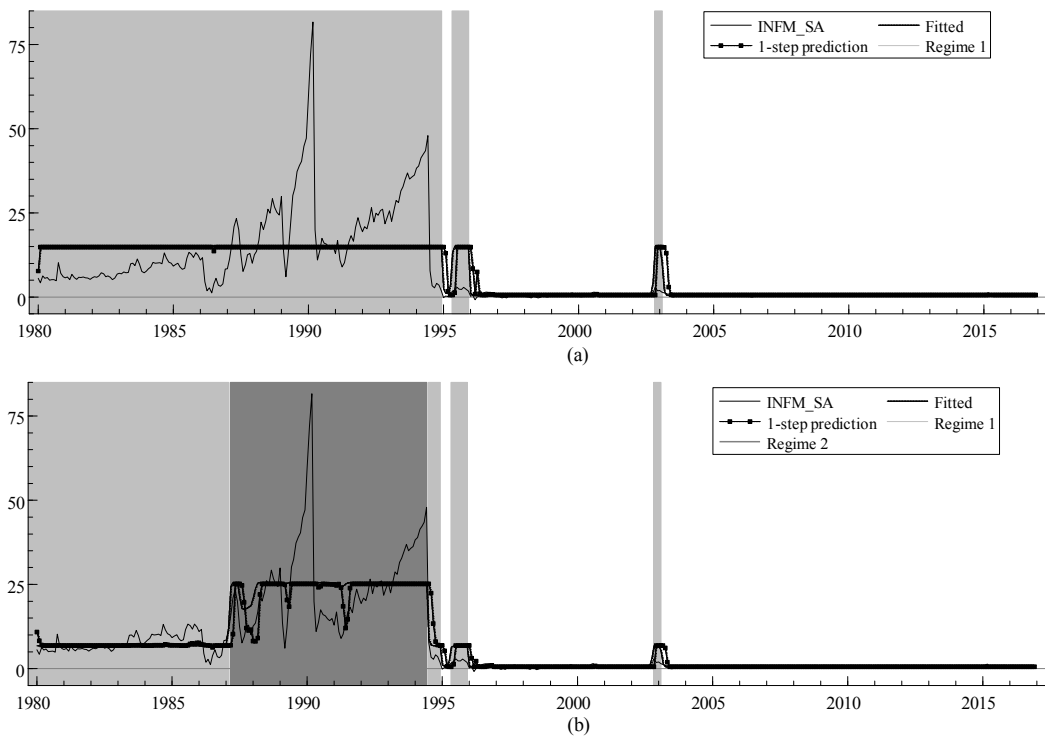 75
50
25
0
INFM_SA Fitted
1-step prediction Regime 1
1980 1985 1990 1995 2000 2005 2010 2015
(a)
75
50
25
0
INFM_SA Fitted
1-step prediction Regime 1
Regime 2
1980 1985 1990 1995 2000 2005 2010 2015
(b)